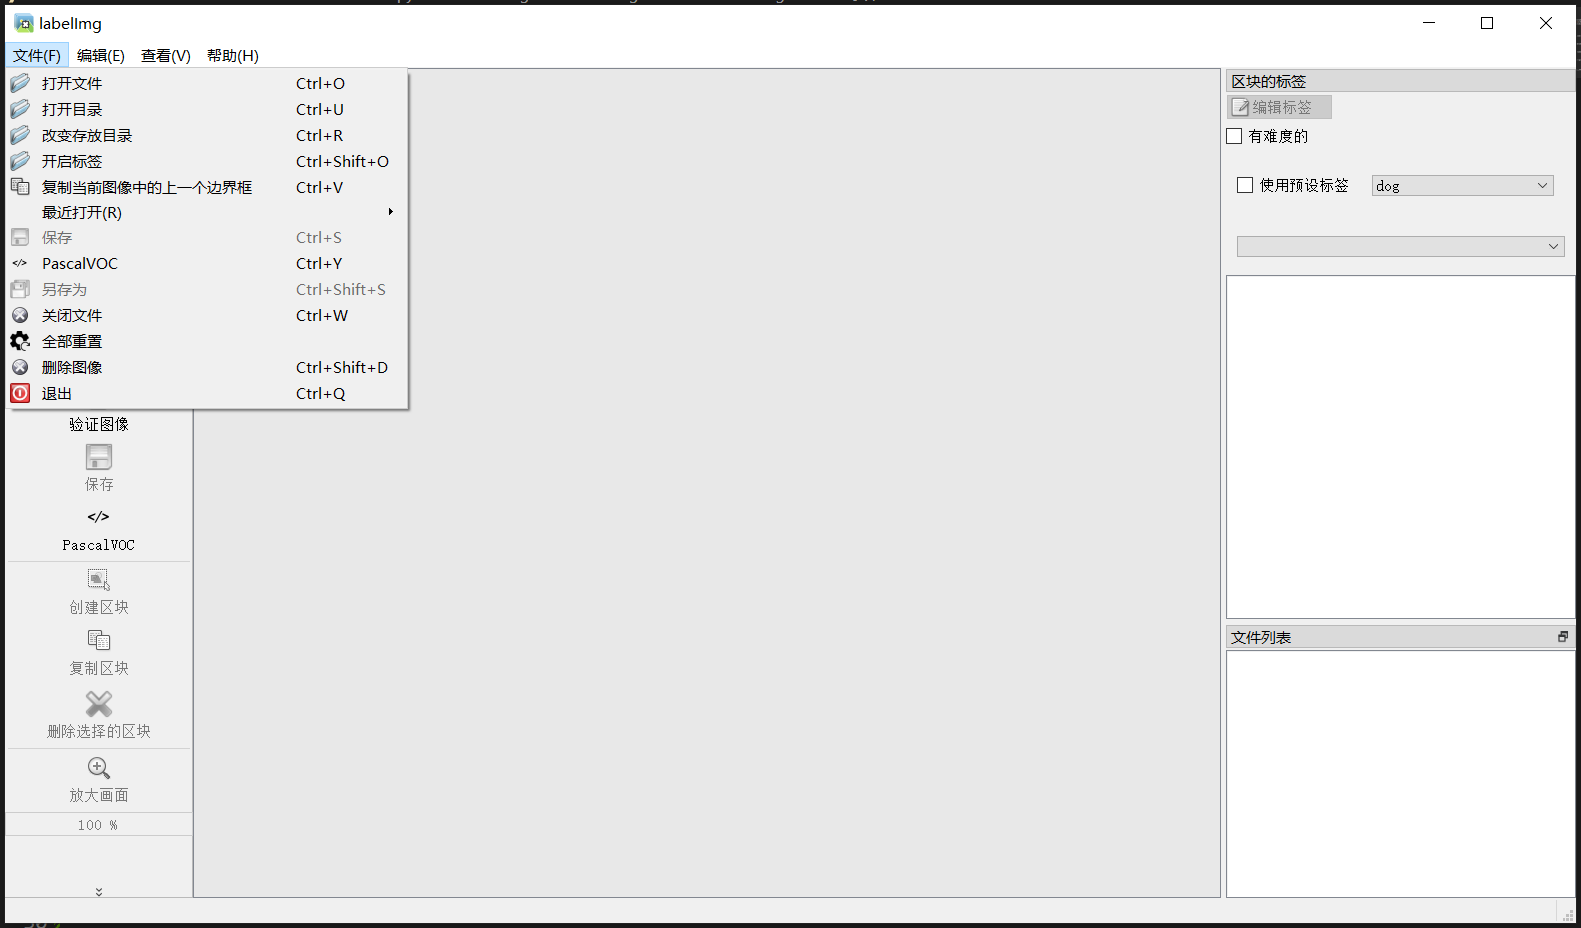 labelImg
文件(F) 编辑(E) 查看(V) 帮助(H)
打开文件 Ctrl+O
打开目录 Ctrl+U
改变存放目录 Ctrl+R
开启标签 Ctrl+Shift+O
复制当前图像中的上一个边界框 Ctrl+V
最近打开(R)
保存 Ctrl+S
PascalVOC Ctrl+Y
另存为 Ctrl+Shift+S
关闭文件 Ctrl+W
全部重置
删除图像 Ctrl+Shift+D
退出 Ctrl+Q
验证图像
保存
</>
PascalVOC
创建区块
复制区块
删除选择的区块
放大画面
100 %
区块的标签
编辑标签
有难度的
使用预设标签 dog
文件列表